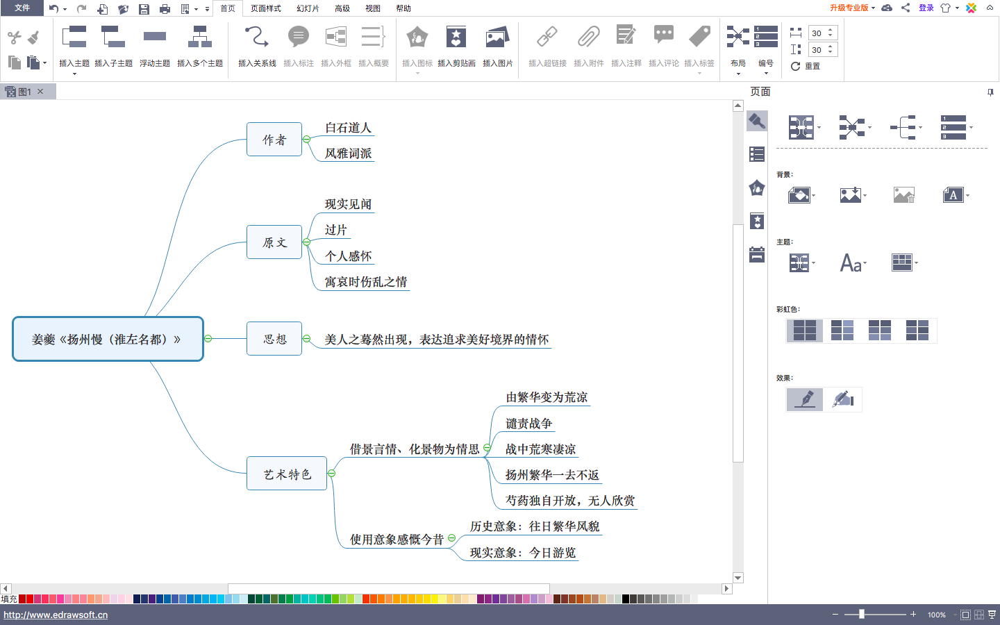 文件 首页 页面样式 幻灯片 高级 视图 帮助 升级专业版 登录
插入主题 插入子主题 浮动主题 插入多个主题 插入关系线 插入标注 插入外框 插入概要 插入图标 插入剪贴画 插入图片 插入超链接 插入附件 插入注释 插入评论 插入标签 布局 编号
30
30
重置
图1
页面
背景：
主题：
Aa
彩虹色：
效果：
姜夔《扬州慢（淮左名都）》
作者
白石道人
风雅词派
原文
现实见闻
过片
个人感怀
寓哀时伤乱之情
思想
美人之蓦然出现，表达追求美好境界的情怀
艺术特色
借景言情、化景物为情思
由繁华变为荒凉
谴责战争
战中荒寒凄凉
扬州繁华一去不返
芍药独自开放，无人欣赏
使用意象感慨今昔
历史意象：往日繁华风貌
现实意象：今日游览
填充
http://www.edrawsoft.cn
100%